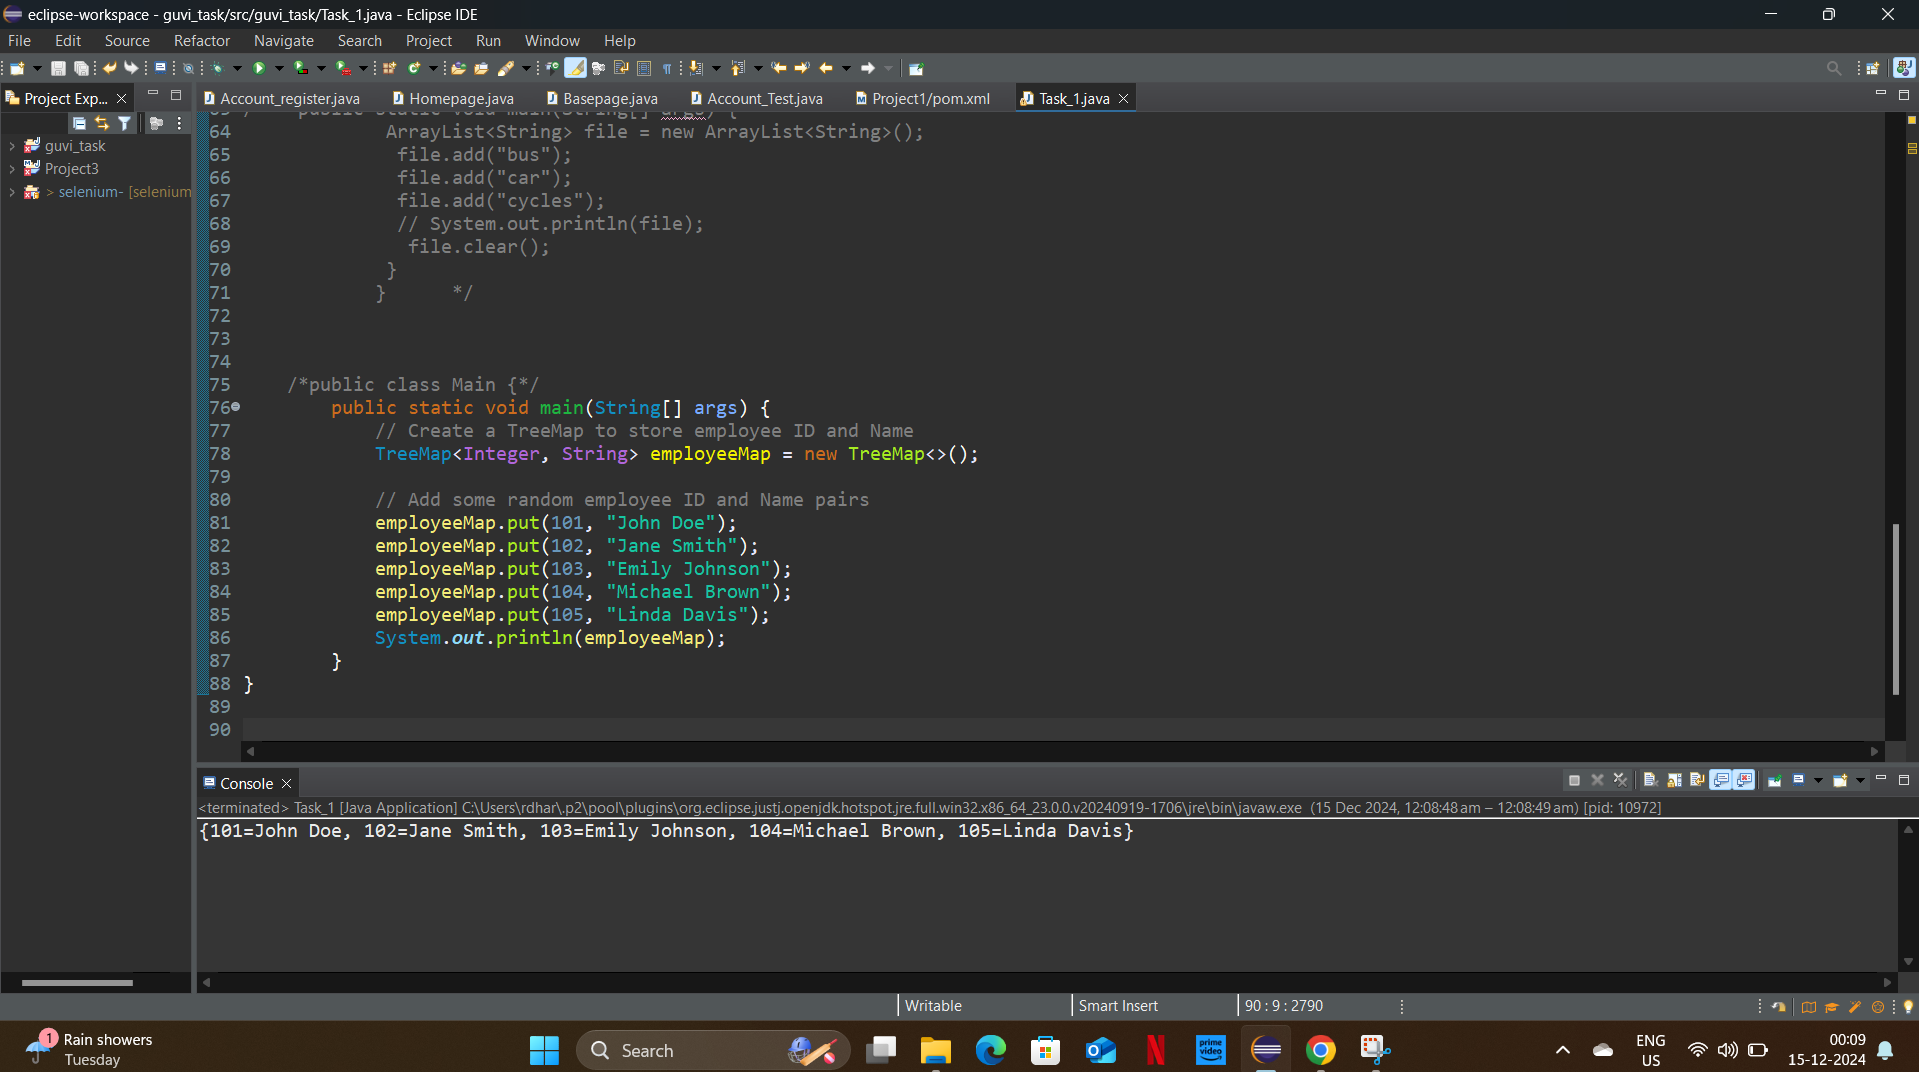 eclipse-workspace - guvi_task/src/guvi_task/Task_1.java - Eclipse IDE
File Edit Source Refactor Navigate Search Project Run Window Help
Project Exp...
Account_register.java Homepage.java Basepage.java Account_Test.java Project1/pom.xml Task_1.java
guvi_task
Project3
> selenium- [selenium
public static void main(String[] args) {
64 ArrayList<String> file = new ArrayList<String>();
65 file.add("bus");
66 file.add("car");
67 file.add("cycles");
68 // System.out.println(file);
69 file.clear();
70 }
71 } */
72
73
74
75 /*public class Main {*/
76 public static void main(String[] args) {
77 // Create a TreeMap to store employee ID and Name
78 TreeMap<Integer, String> employeeMap = new TreeMap<>();
79
80 // Add some random employee ID and Name pairs
81 employeeMap.put(101, "John Doe");
82 employeeMap.put(102, "Jane Smith");
83 employeeMap.put(103, "Emily Johnson");
84 employeeMap.put(104, "Michael Brown");
85 employeeMap.put(105, "Linda Davis");
86 System.out.println(employeeMap);
87 }
88 }
89
90
Console
<terminated> Task_1 [Java Application] C:\Users\rdhar\.p2\pool\plugins\org.eclipse.justj.openjdk.hotspot.jre.full.win32.x86_64_23.0.0.v20240919-1706\jre\bin\javaw.exe (15 Dec 2024, 12:08:48 am – 12:08:49 am) [pid: 10972]
{101=John Doe, 102=Jane Smith, 103=Emily Johnson, 104=Michael Brown, 105=Linda Davis}
Writable Smart Insert 90 : 9 : 2790
1
Rain showers
Tuesday
Search
prime
video
ENG
US
00:09
15-12-2024